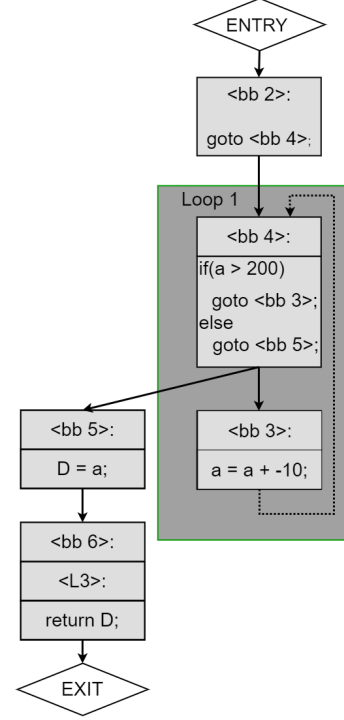 ENTRY
<bb 2>:
goto <bb 4>;
Loop 1
<bb 4>:
if(a > 200)
goto <bb 3>;
else
goto <bb 5>;
<bb 5>:
D = a;
<bb 3>:
a = a + -10;
<bb 6>:
<L3>:
return D;
EXIT